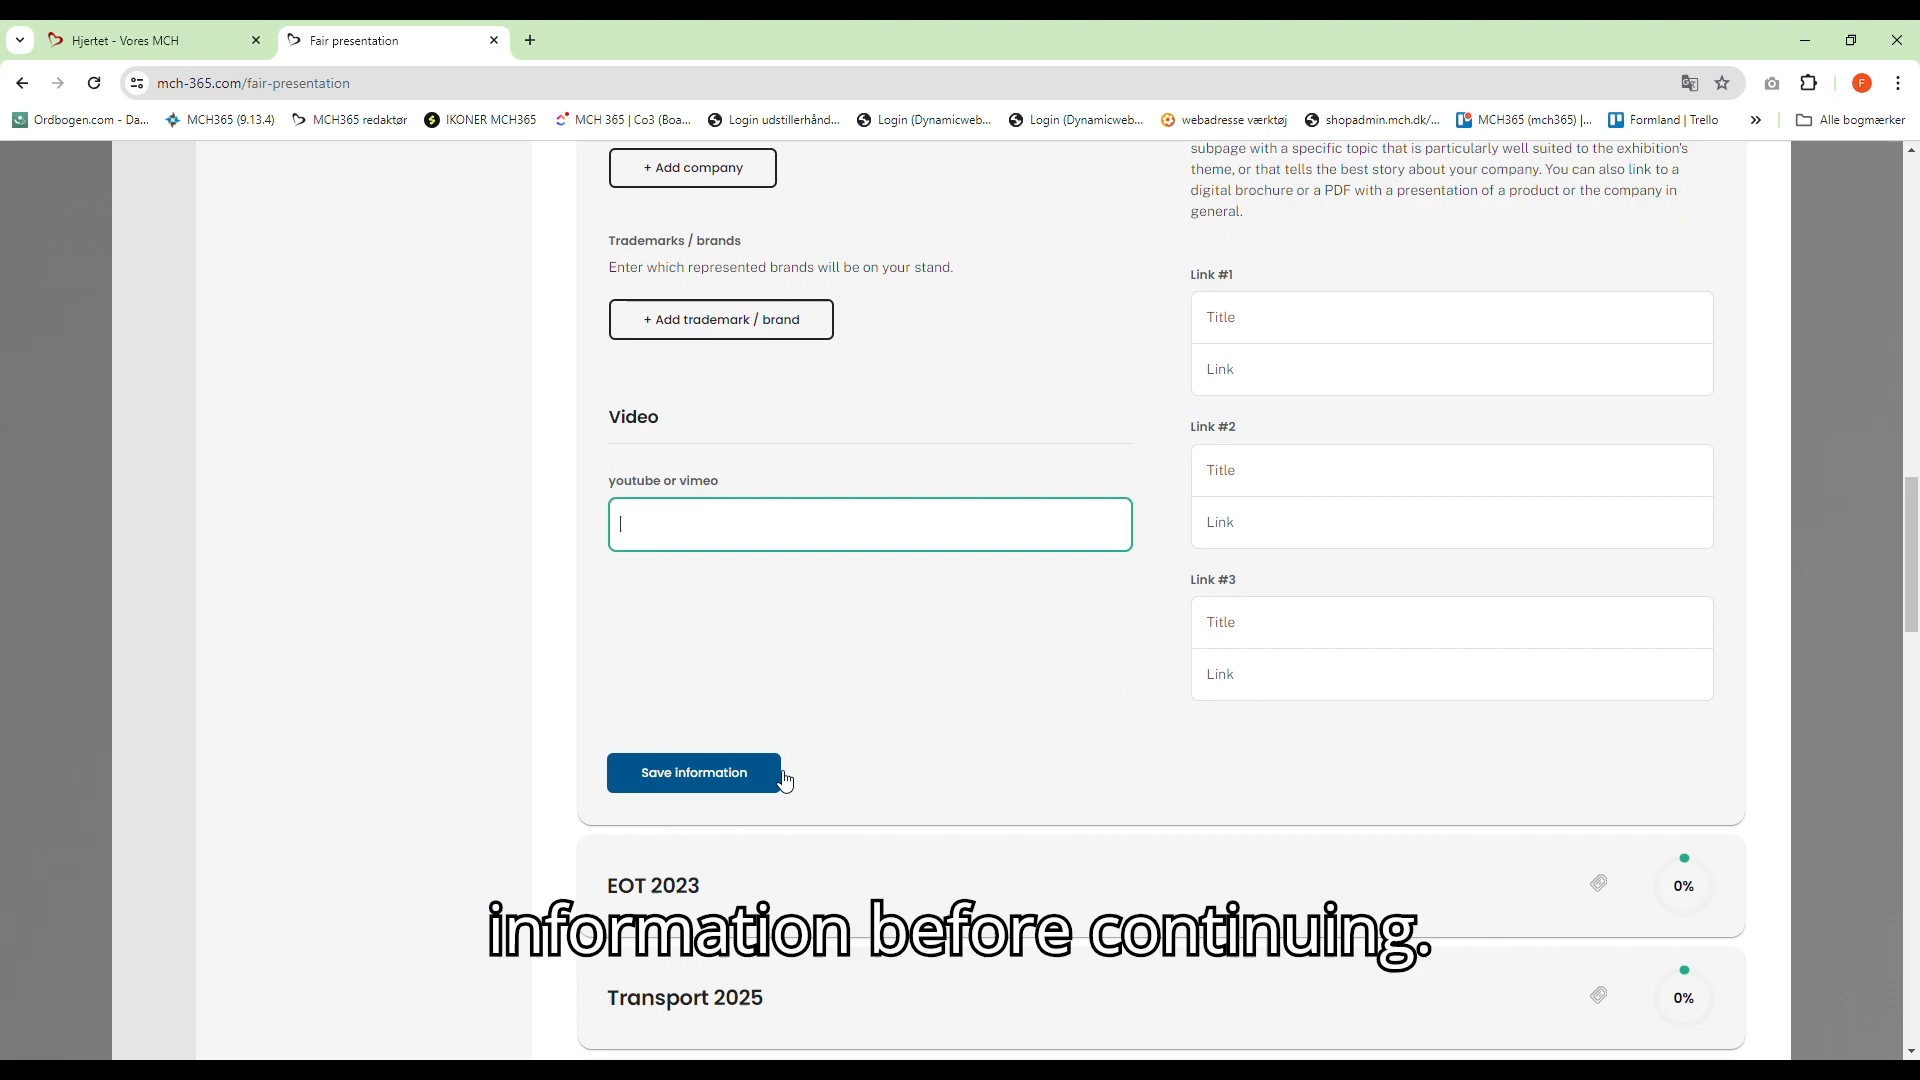 Hjertet - Vores MCH
Fair presentation
mch-365.com/fair-presentation
F
Ordbogen.com - Da...
MCH365 (9.13.4)
MCH365 redaktør
IKONER MCH365
MCH 365 | Co3 (Boa...
Login udstillerhånd...
Login (Dynamicweb...
Login (Dynamicweb...
webadresse værktøj
shopadmin.mch.dk/...
MCH365 (mch365) |...
Formland | Trello
Alle bogmærker
+ Add company
Trademarks / brands
Enter which represented brands will be on your stand.
+ Add trademark / brand
Video
youtube or vimeo
Save information
subpage with a specific topic that is particularly well suited to the exhibition's
theme, or that tells the best story about your company. You can also link to a
digital brochure or a PDF with a presentation of a product or the company in
general.
Link #1
Title
Link
Link #2
Title
Link
Link #3
Title
Link
EOT 2023
0%
information before continuing.
Transport 2025
0%